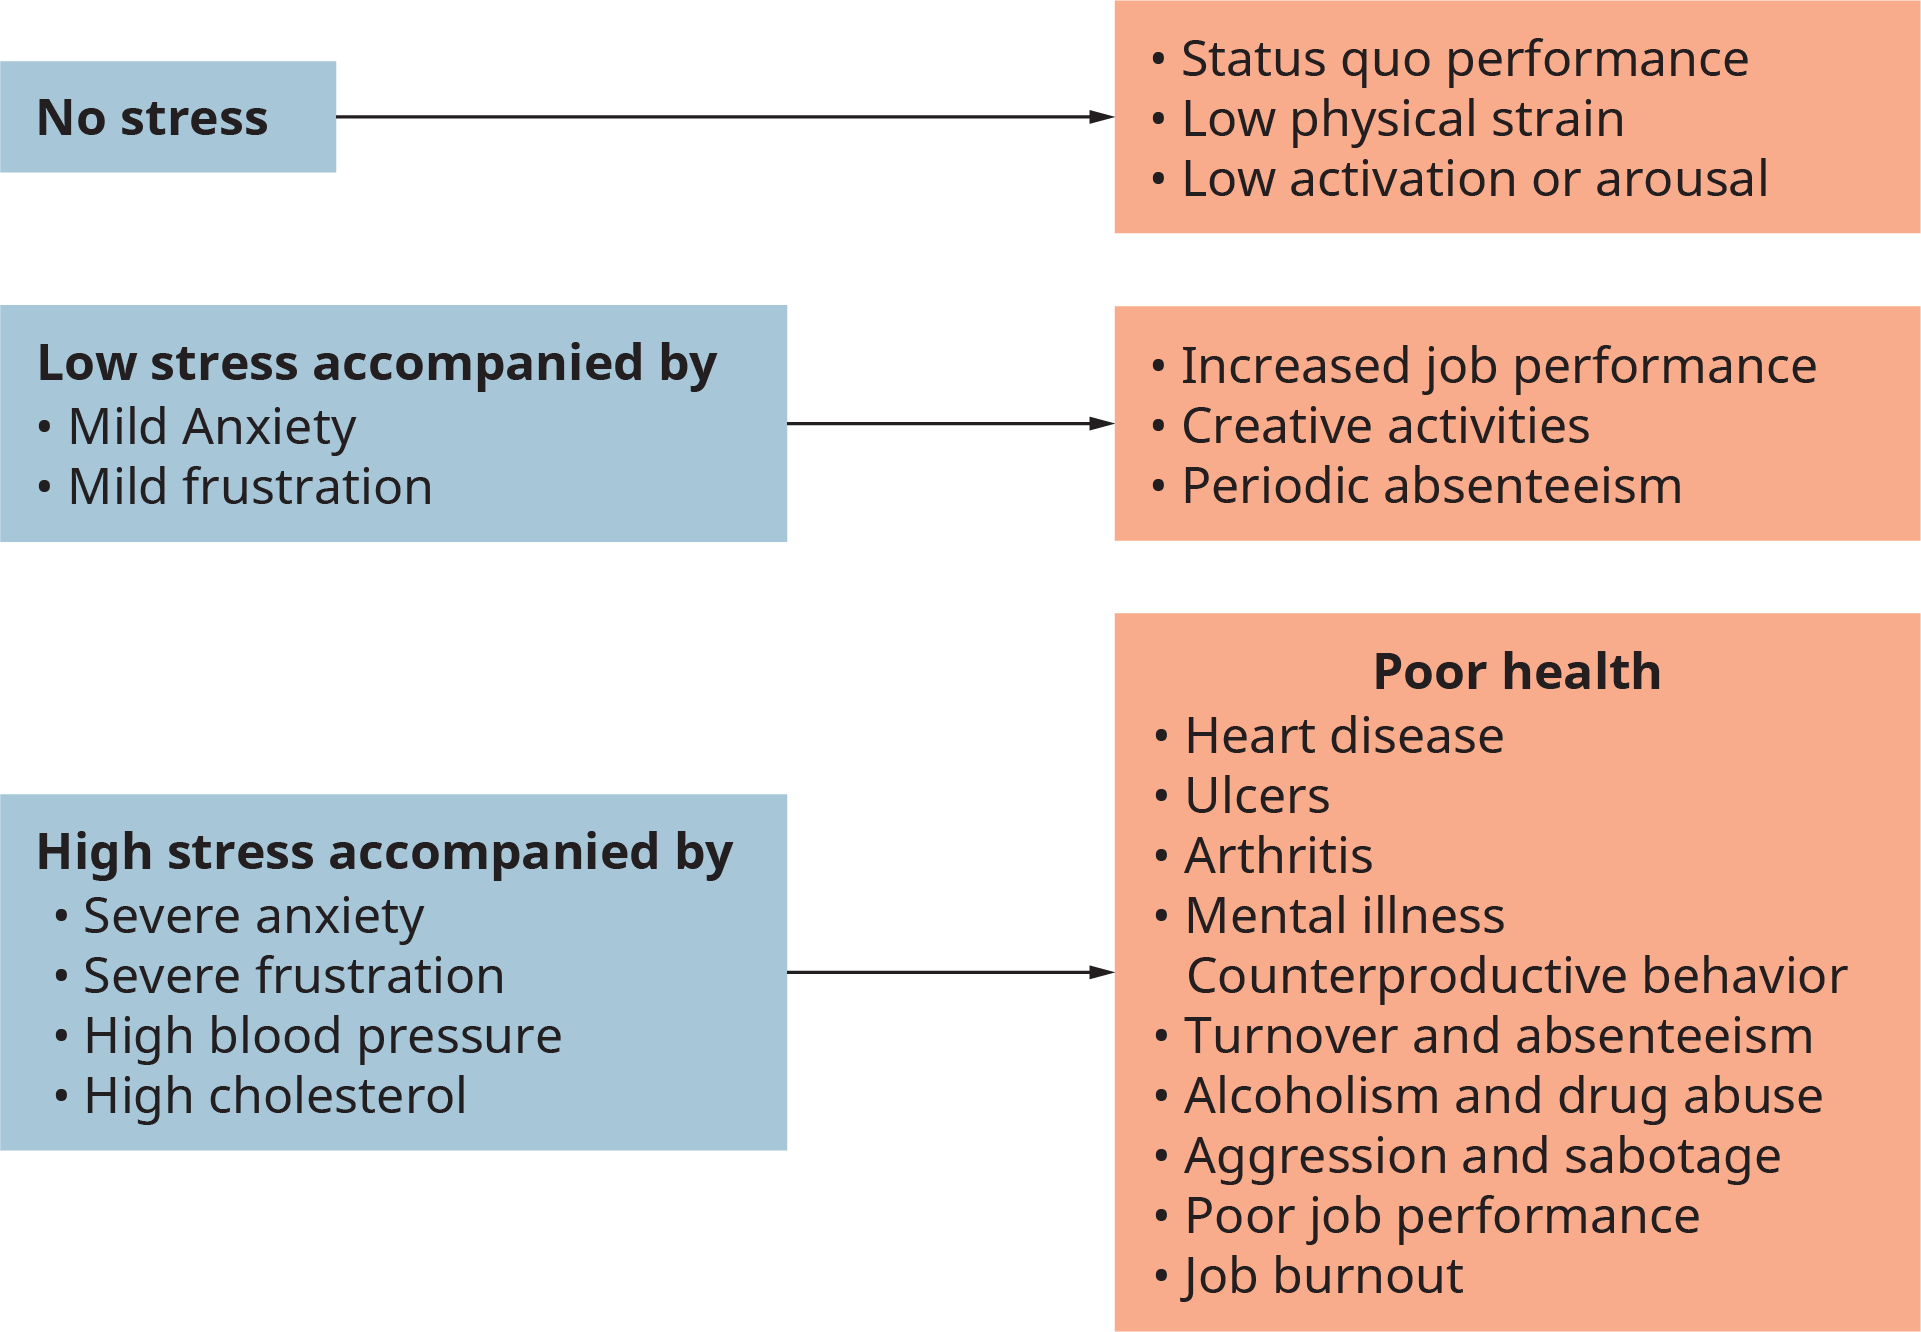 No stress
• Status quo performance
• Low physical strain
• Low activation or arousal
Low stress accompanied by
• Mild Anxiety
• Mild frustration
• Increased job performance
• Creative activities
• Periodic absenteeism
High stress accompanied by
• Severe anxiety
• Severe frustration
• High blood pressure
• High cholesterol
Poor health
• Heart disease
• Ulcers
• Arthritis
• Mental illness
Counterproductive behavior
• Turnover and absenteeism
• Alcoholism and drug abuse
• Aggression and sabotage
• Poor job performance
• Job burnout